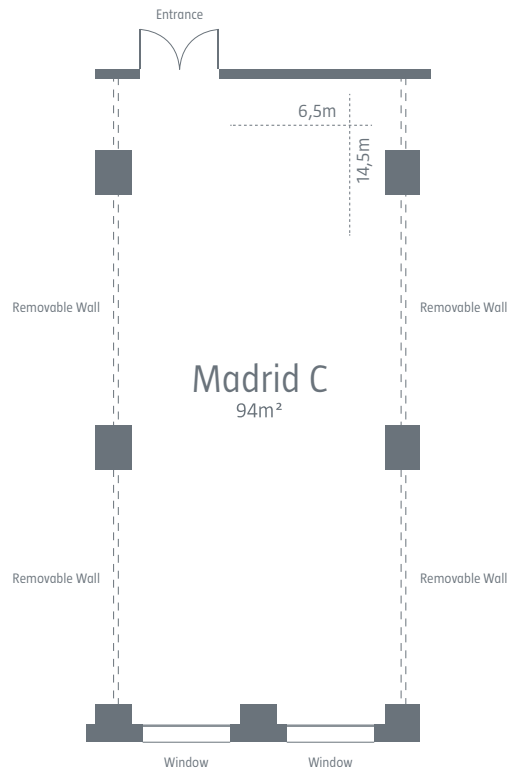 Entrance
6,5m
14,5m
Removable Wall
Removable Wall
Madrid C
94m²
Removable Wall
Removable Wall
Window
Window